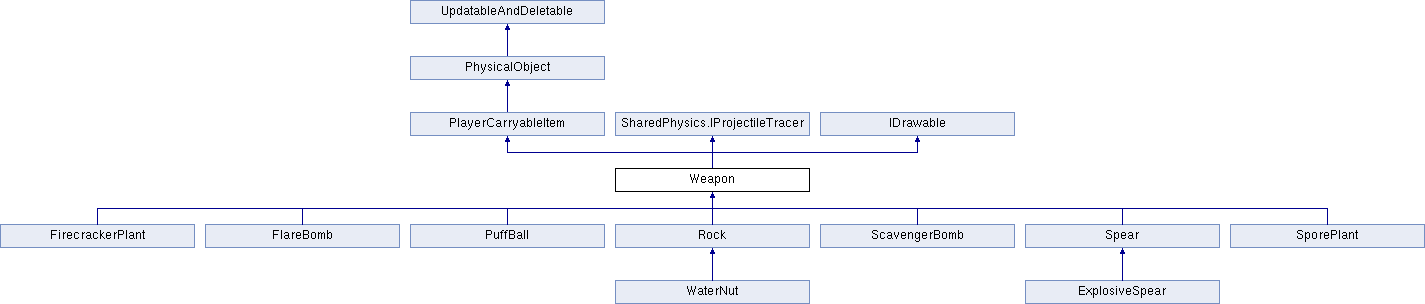 UpdatableAndDeletable
PhysicalObject
PlayerCarryableItem
SharedPhysics.IProjectileTracer
IDrawable
Weapon
FirecrackerPlant
FlareBomb
PuffBall
Rock
ScavengerBomb
Spear
SporePlant
WaterNut
ExplosiveSpear